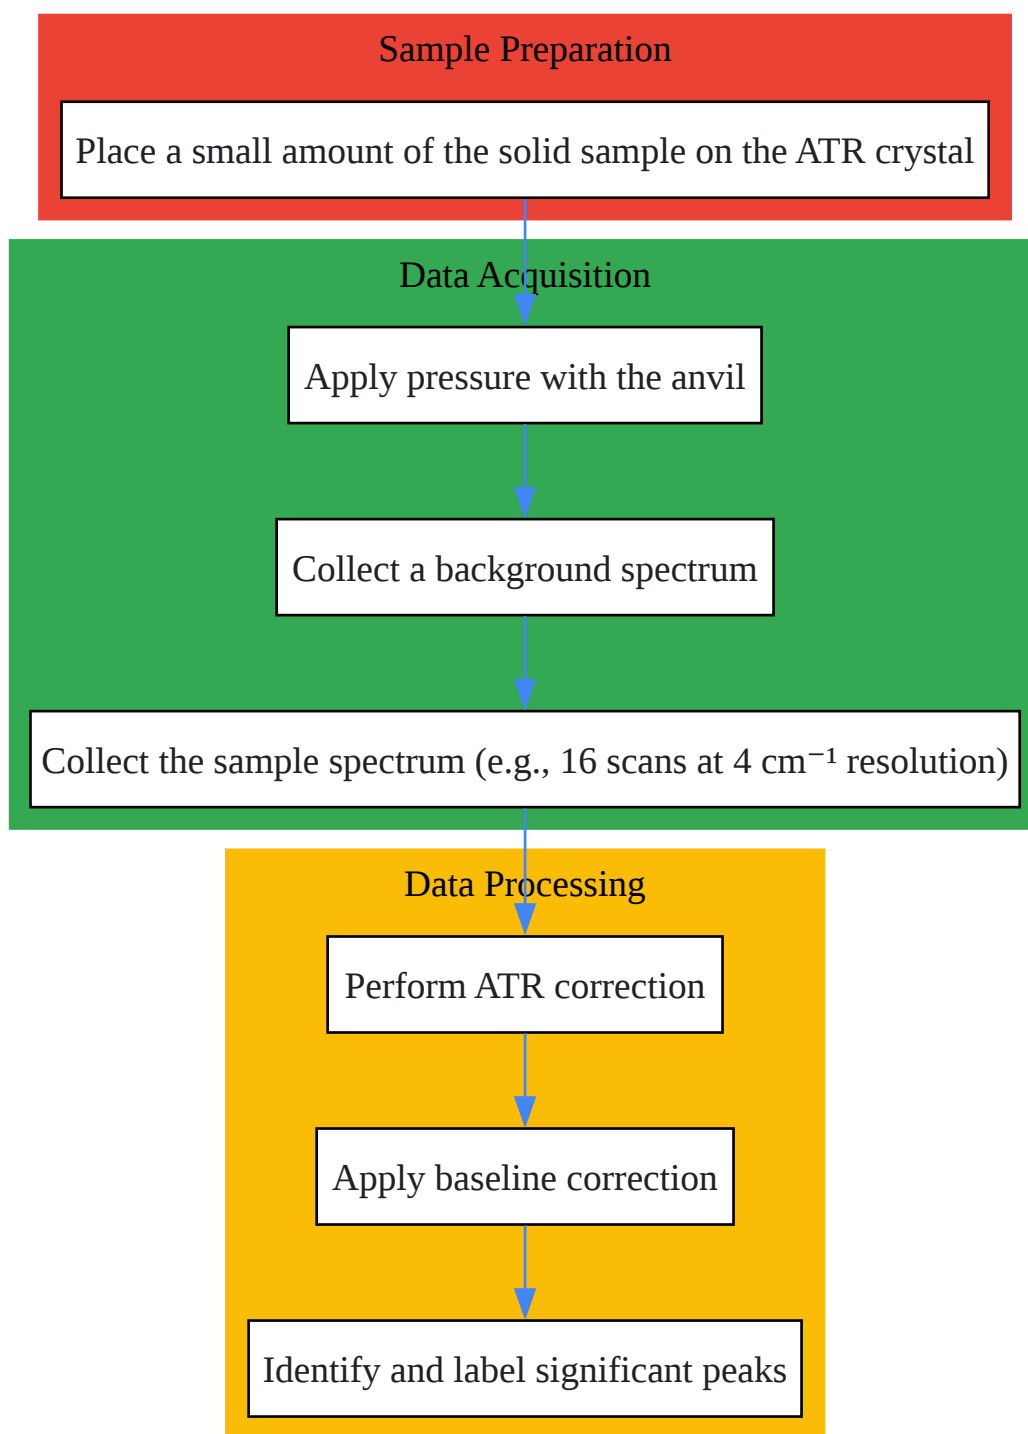 Sample Preparation
Place a small amount of the solid sample on the ATR crystal
Data Acquisition
Apply pressure with the anvil
Collect a background spectrum
Collect the sample spectrum (e.g., 16 scans at 4 cm⁻¹ resolution)
Data Processing
Perform ATR correction
Apply baseline correction
Identify and label significant peaks